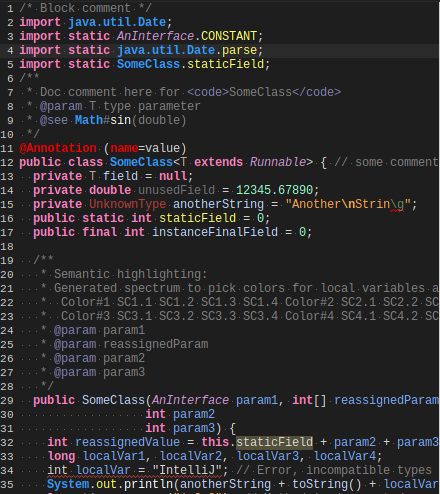 1 /* Block comment */
2 import java.util.Date;
3 import static AnInterface.CONSTANT;
4 import static java.util.Date.parse;
5 import static SomeClass.staticField;
6 /**
7 * Doc comment here for <code>SomeClass</code>
8 * @param T type parameter
9 * @see Math#sin(double)
10 */
11 @Annotation (name=value)
12 public class SomeClass<T extends Runnable> { // some comment
13 private T field = null;
14 private double unusedField = 12345.67890;
15 private UnknownType anotherString = "Another\nStrin\g";
16 public static int staticField = 0;
17 public final int instanceFinalField = 0;
18
19 /**
20 * Semantic highlighting:
21 * Generated spectrum to pick colors for local variables a
22 * Color#1 SC1.1 SC1.2 SC1.3 SC1.4 Color#2 SC2.1 SC2.2 SC
23 * Color#3 SC3.1 SC3.2 SC3.3 SC3.4 Color#4 SC4.1 SC4.2 SC
24 * @param param1
25 * @param reassignedParam
26 * @param param2
27 * @param param3
28 */
29 public SomeClass(AnInterface param1, int[] reassignedParam
30 int param2
31 int param3) {
32 int reassignedValue = this.staticField + param2 + param3
33 long localVar1, localVar2, localVar3, localVar4;
34 int localVar = "IntelliJ"; // Error, incompatible types
35 System.out.println(anotherString + toString() + localVar